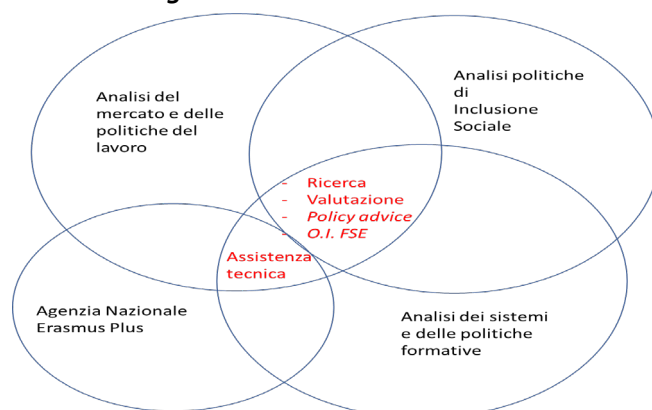 Analisi del
mercato e delle
politiche del
lavoro
Analisi politiche
di
Inclusione
Sociale
- Ricerca
- Valutazione
- Policy advice
- O.I. FSE
Assistenza
tecnica
Agenzia Nazionale
Erasmus Plus
Analisi dei sistemi
e delle politiche
formative